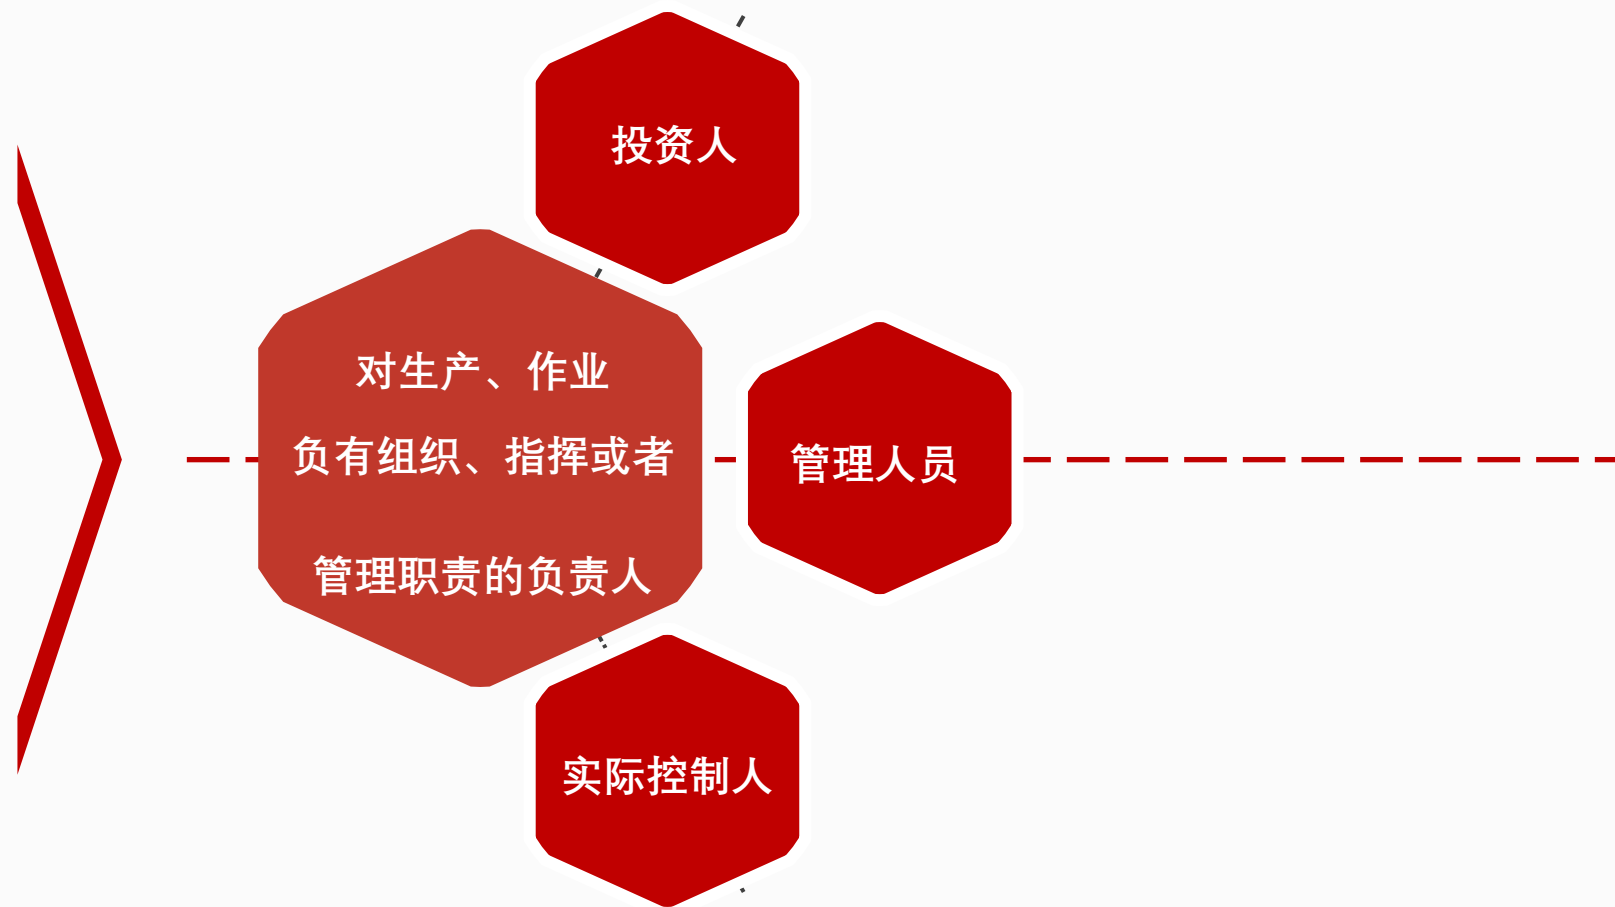 投资人
对生产、作业
负有组织、指挥或者
管理职责的负责人
管理人员
实际控制人